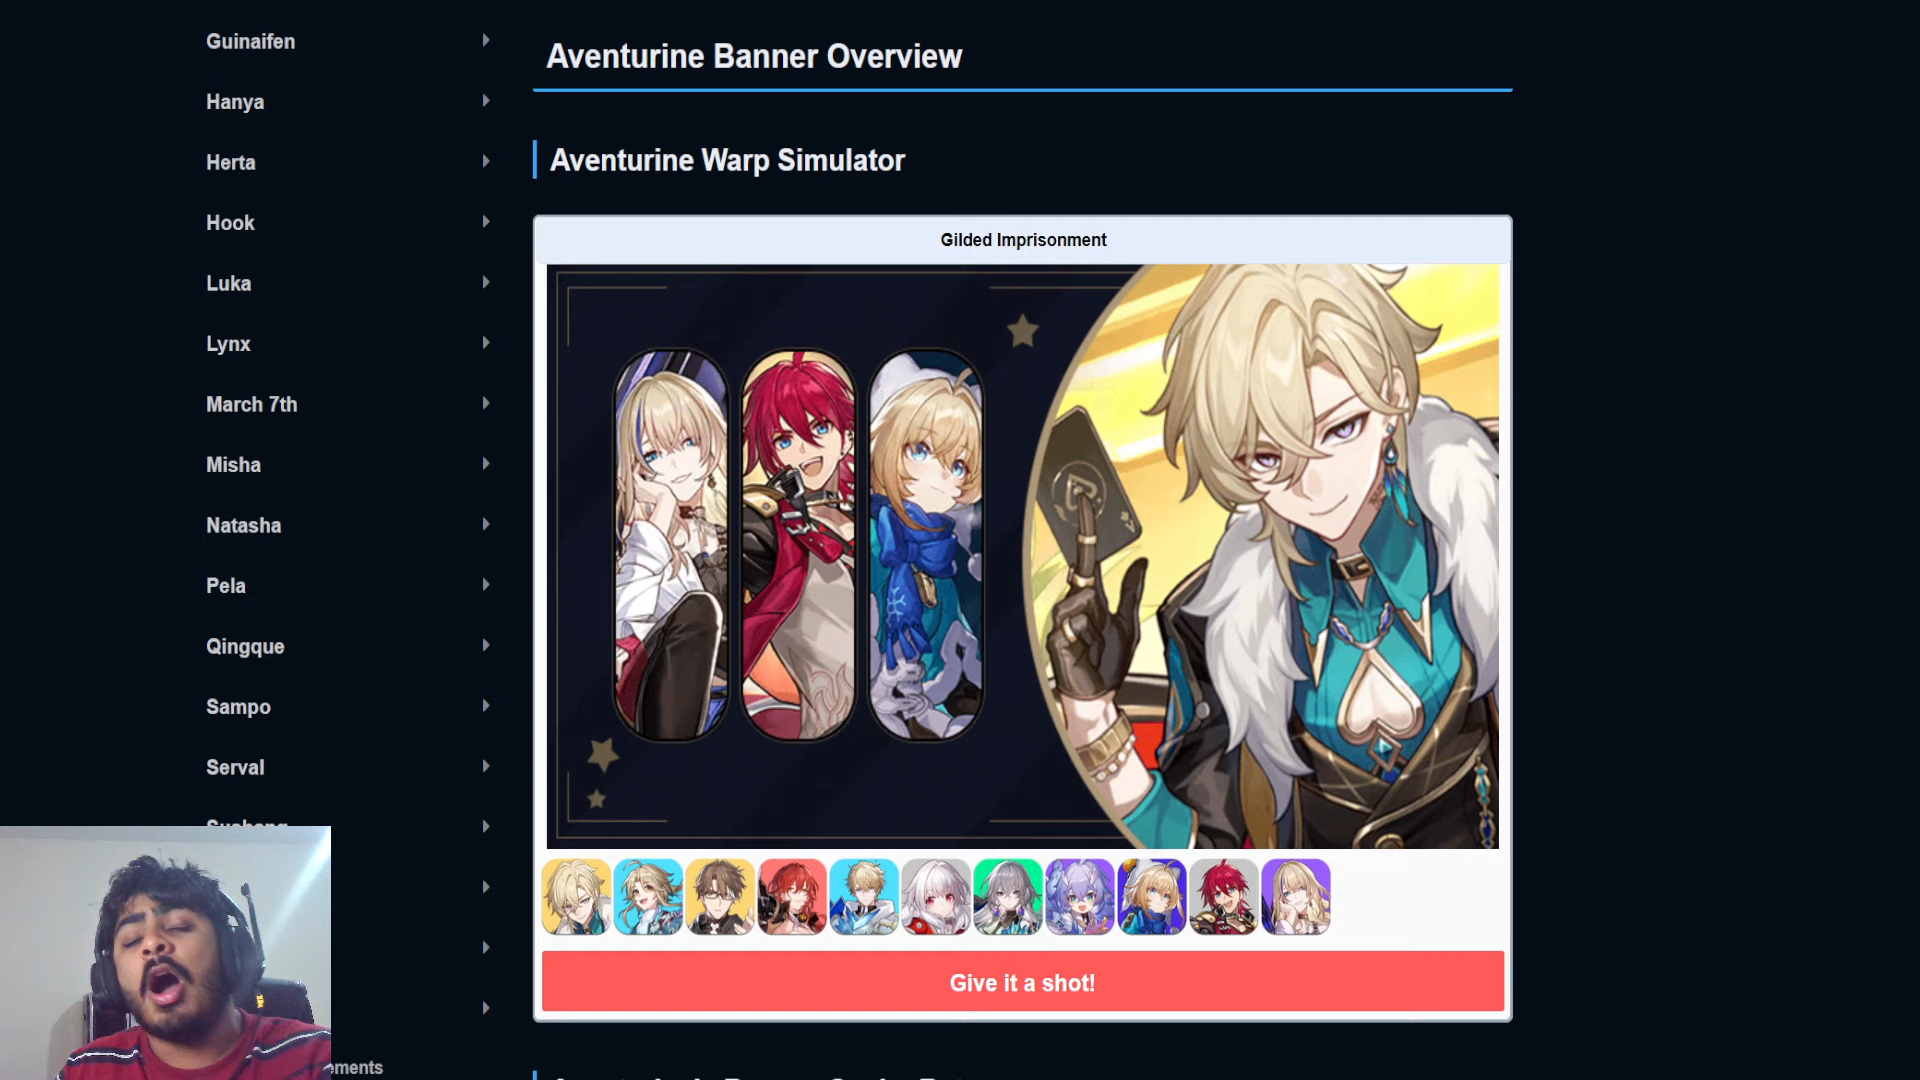 Guinaifen
Hanya
Herta
Hook
Luka
Lynx
March 7th
Misha
Natasha
Pela
Qingque
Sampo
Serval
Aventurine Banner Overview
Aventurine Warp Simulator
Gilded Imprisonment
Give it a shot!